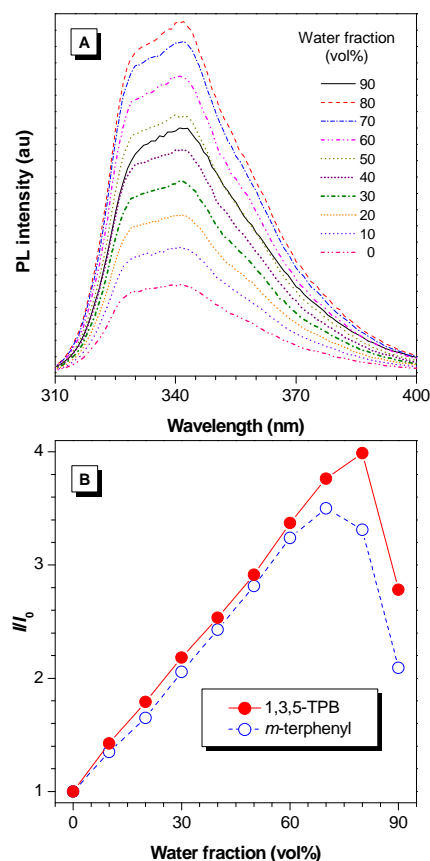 A
Water fraction
(vol%)
90
80
70
60
50
40
30
20
10
0
PL intensity (au)
310 340 370 400
Wavelength (nm)
B
4
3
2
1
I/I0
1,3,5-TPB
m-terphenyl
0 30 60 90
Water fraction (vol%)